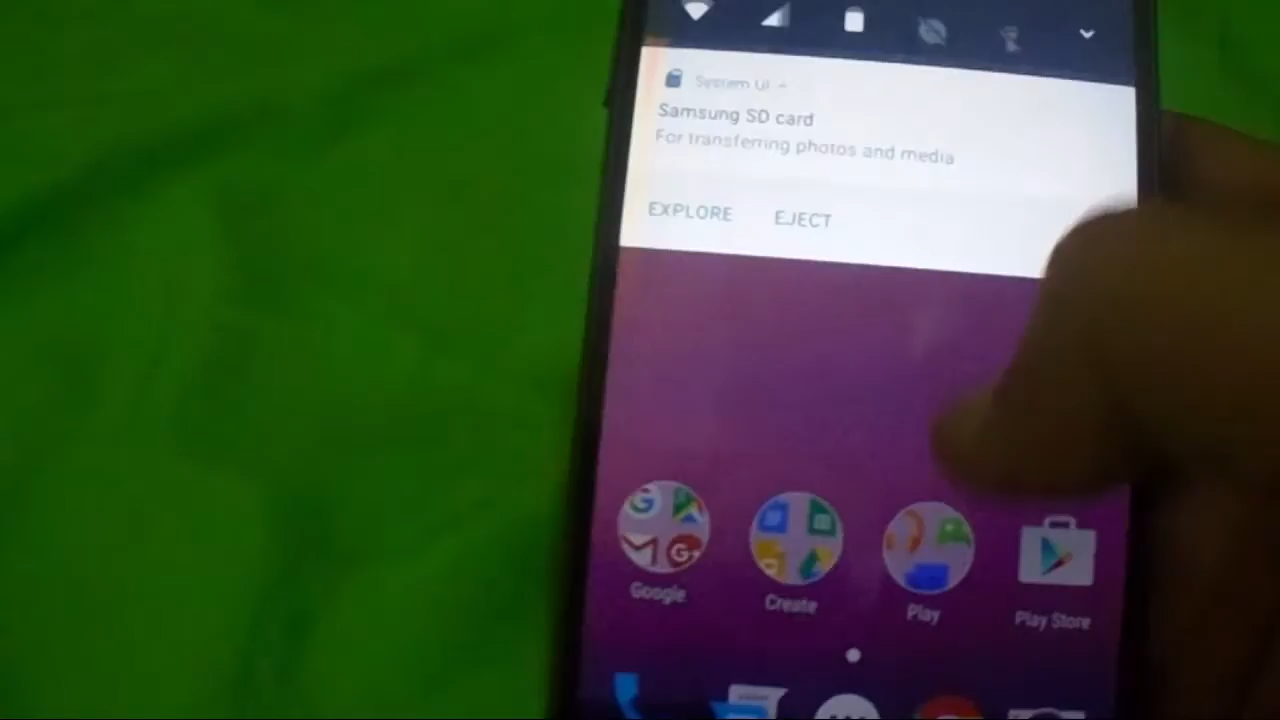 System UI
Samsung SD card
For transferring photos and media
EXPLORE EJECT
Google Create Play Play Store